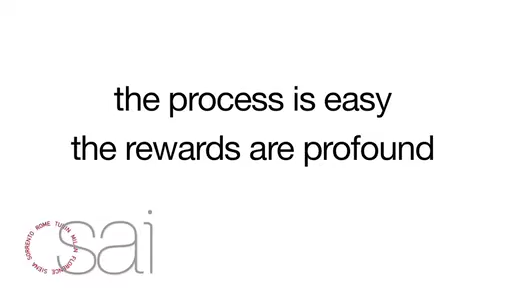 the process is easy
the rewards are profound
sai
SORRENTO ROME TURIN MILAN FLORENCE SIENA